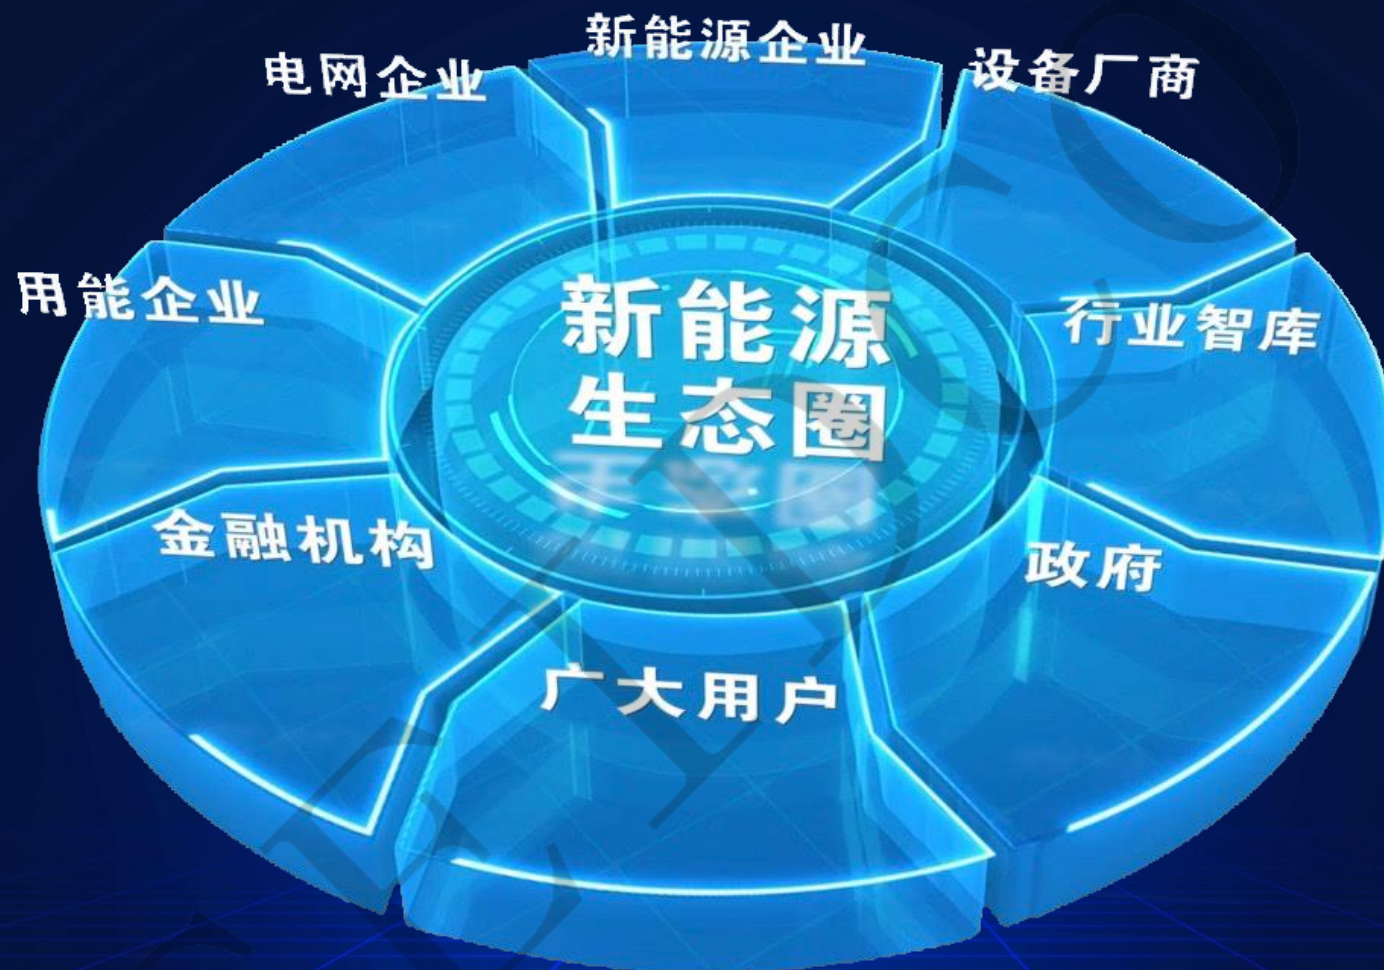 新能源企业
电网企业
设备厂商
用能企业
新能源
生态圈
行业智库
金融机构
政府
广大用户